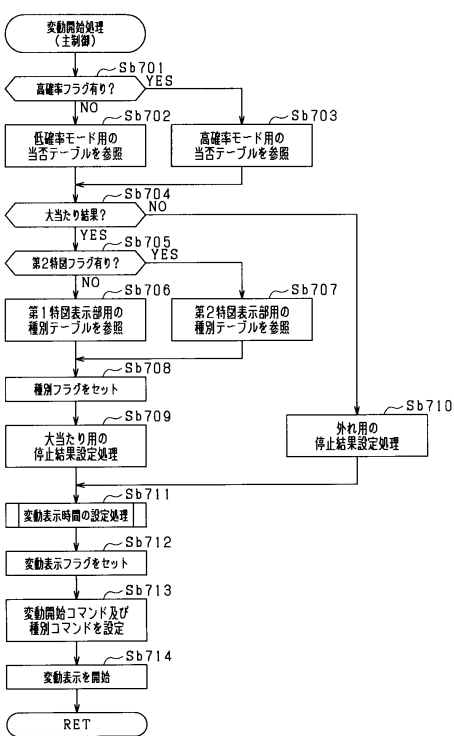 変動開始処理
(主制御)
Sb701
高確率フラグ有り?
YES
NO
Sb702
低確率モード用の
当否テーブルを参照
Sb703
高確率モード用の
当否テーブルを参照
Sb704
大当たり結果?
NO
YES
Sb705
第2特図フラグ有り?
YES
NO
Sb706
第1特図表示部用の
種別テーブルを参照
Sb707
第2特図表示部用の
種別テーブルを参照
Sb708
種別フラグをセット
Sb709
大当たり用の
停止結果設定処理
Sb710
外れ用の
停止結果設定処理
Sb711
変動表示時間の設定処理
Sb712
変動表示フラグをセット
Sb713
変動開始コマンド及び
種別コマンドを設定
Sb714
変動表示を開始
RET